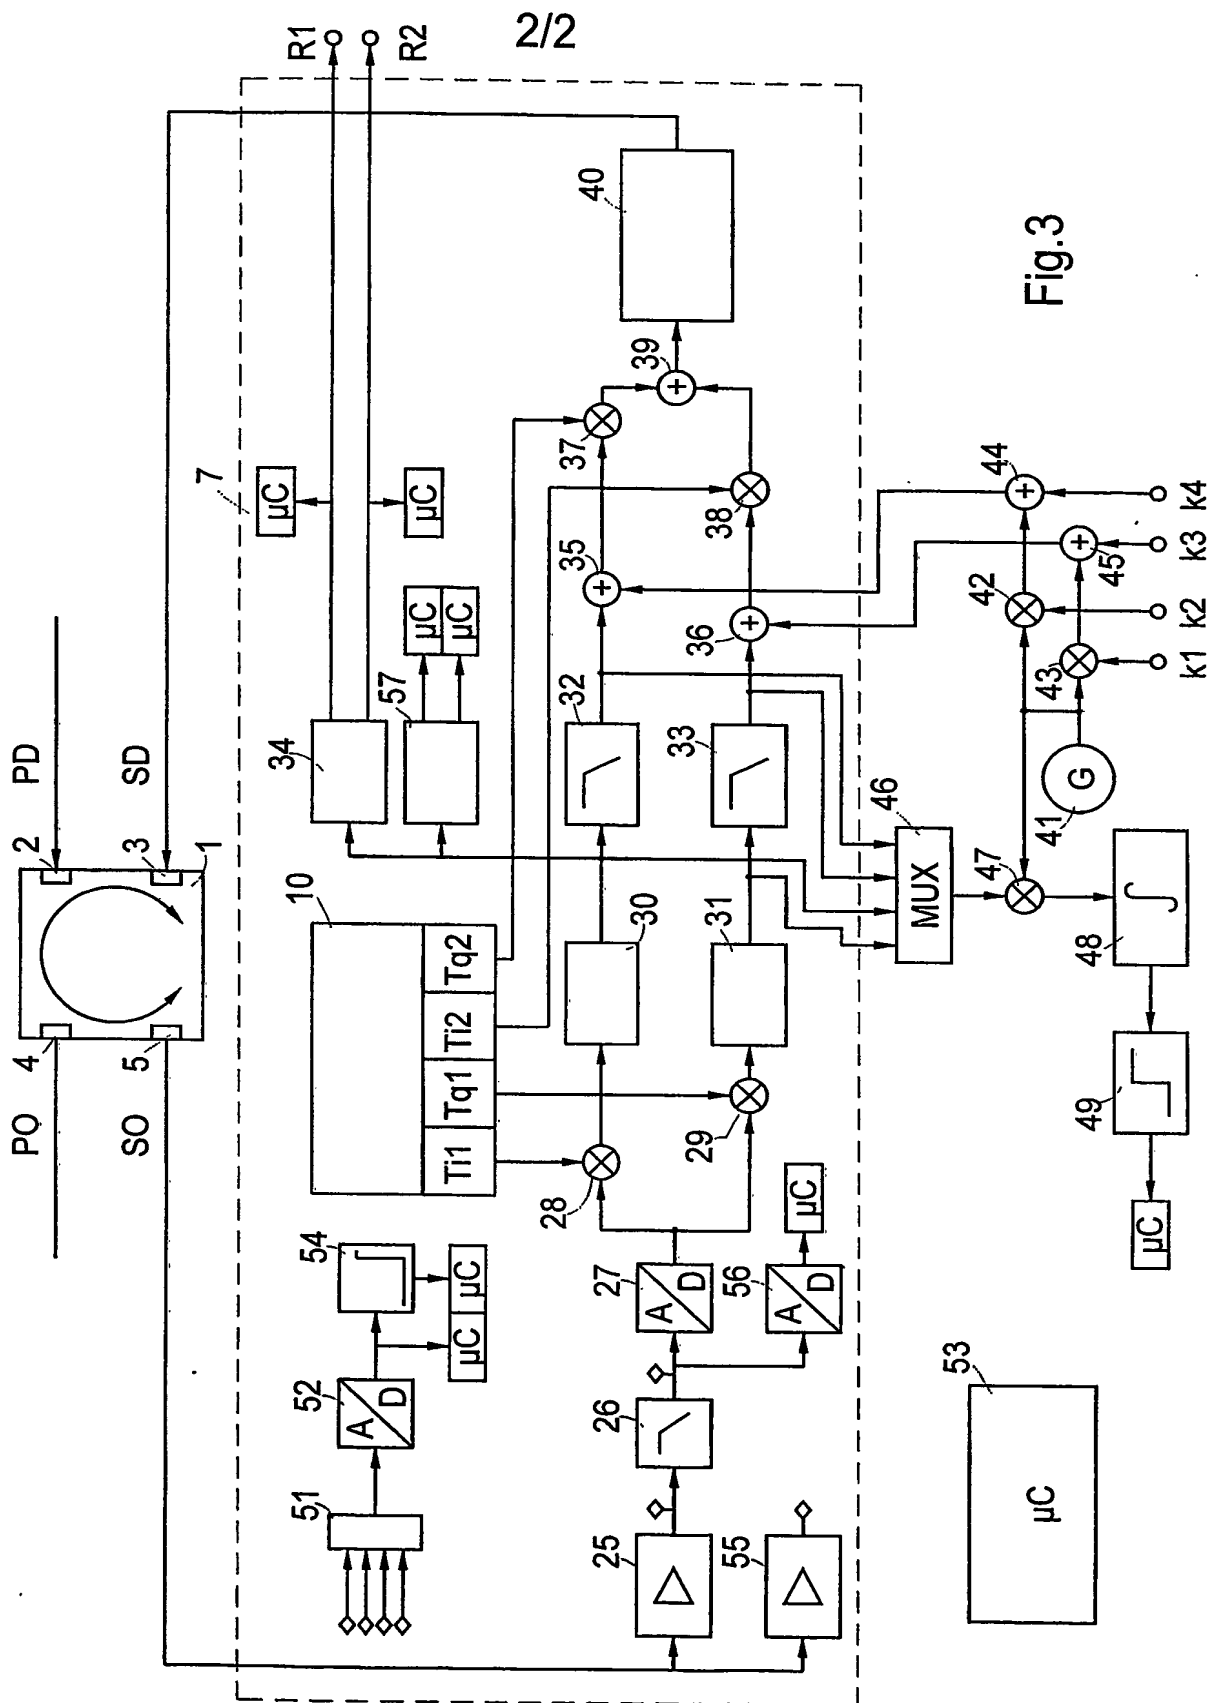 2/2
R1
R2
PD
SD
PO
SO
2
3
1
4
5
7
µC
µC
34
57
µC
µC
10
Ti1
Tq1
Ti2
Tq2
40
39
37
38
35
36
32
33
30
31
28
29
54
52
A
D
µC
µC
51
27
A
D
56
A
D
µC
26
25
55
44
45
42
43
k4
k3
k2
k1
41
G
46
MUX
47
48
49
µC
53
µC
Fig.3